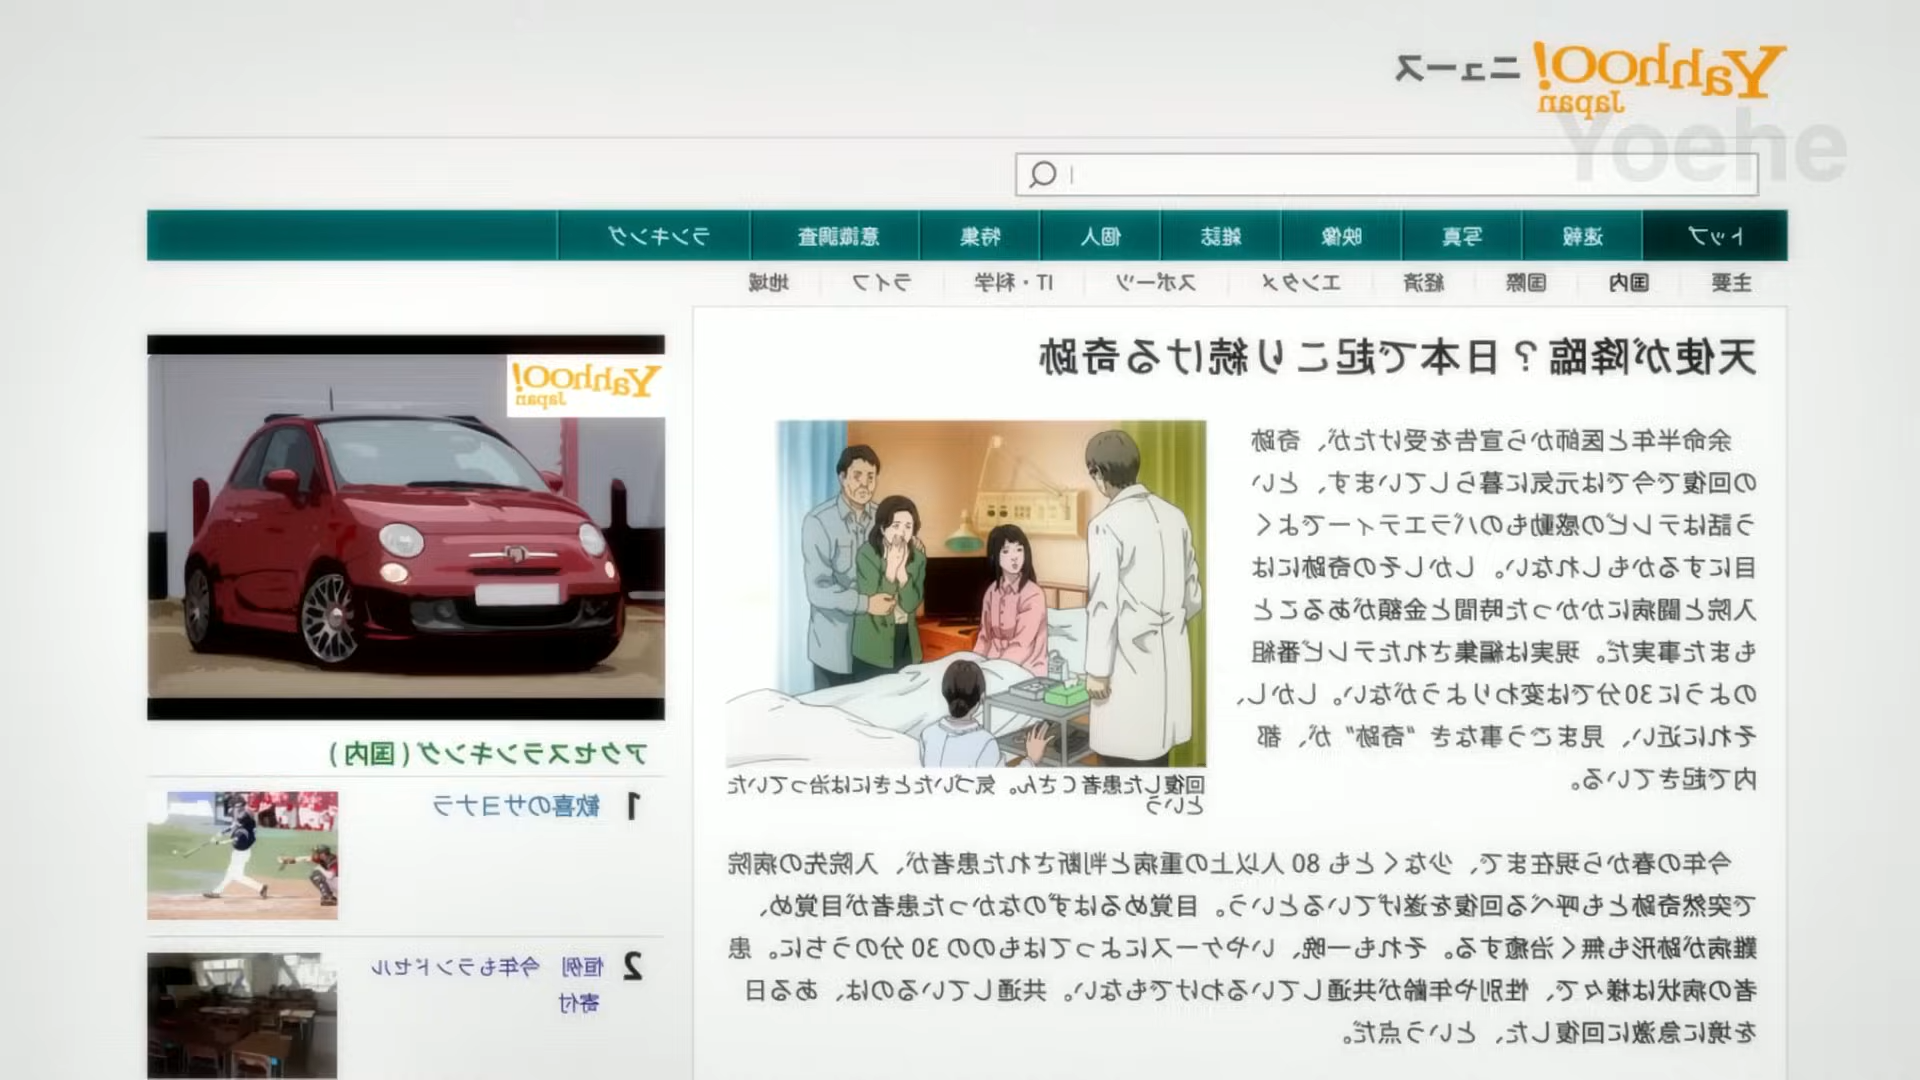 Yahoo! ニュース
Japan
Yoehe
トップ 速報 写真 映像 雑誌 個人 特集 意識調査 ランキング
主要 国内 国際 経済 エンタメ スポーツ IT・科学 ライフ 地域
天使が降臨？日本で起こり続ける奇跡
余命半年と医師から宣告を受けたが、奇跡
の回復で今では元気に暮らしています、とい
う話はテレビの感動ものバラエティーでよく
目にするかもしれない。しかしその奇跡には
入院と闘病にかかった時間と金額があること
もまた事実だ。現実は編集されたテレビ番組
のように30分では変わりようがない。しかし、
それに近い、見まごう事なき“奇跡”が、都
内で起きている。
回復した患者Cさん。気づいたときには治っていた
という
今年の春から現在まで、少なくとも 80 人以上の重病と判断された患者が、入院先の病院
で突然奇跡とも呼べる回復を遂げているという。目覚めるはずのなかった患者が目覚め、
難病が跡形も無く治癒する。それも一晩、いやケースによってはものの 30 分のうちに。患
者の病状は様々で、性別や年齢が共通しているわけでもない。共通しているのは、ある日
を境に急激に回復した、という点だ。
Yahoo!
Japan
アクセスランキング ( 国内 )
1 歓喜のサヨナラ
2 恒例 今年もランドセル
寄付